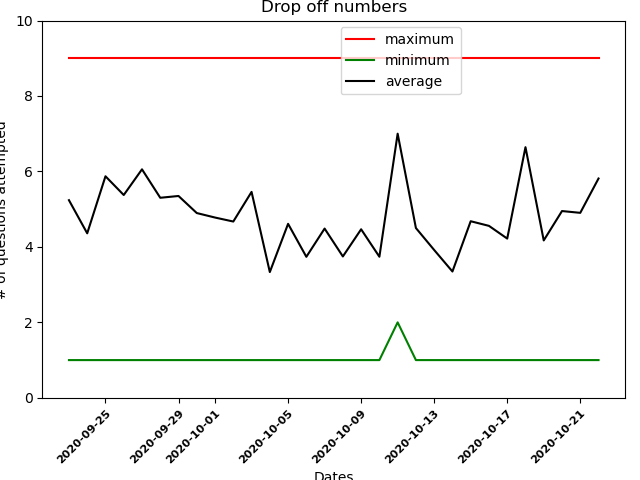 Drop off numbers
maximum
minimum
average
# of questions attempted
10
8
6
4
2
0
2020-09-25
2020-09-29
2020-10-01
2020-10-05
2020-10-09
2020-10-13
2020-10-17
2020-10-21
Dates